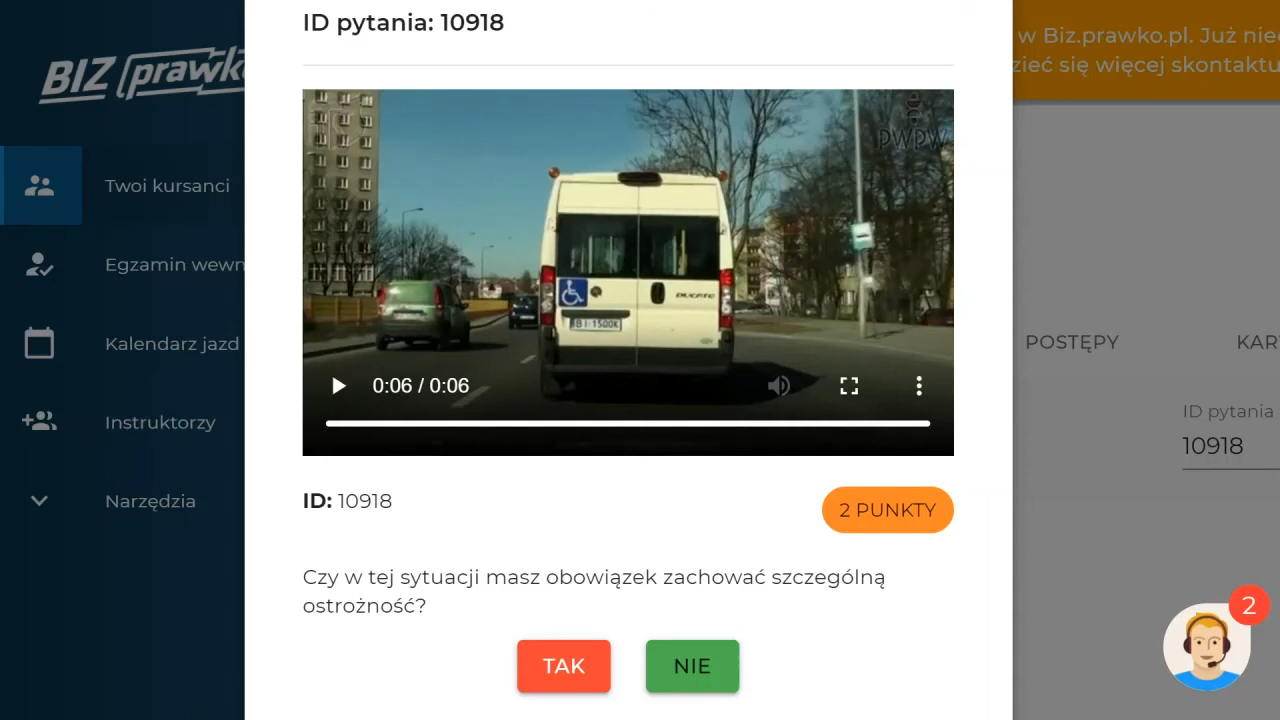 ID pytania: 10918
w Biz.prawko.pl. Już nie
zieć się więcej skontaktu
BIZ prawk
PWPW
Twoi kursanci
Egzamin wewn
Kalendarz jazd
Instruktorzy
Narzędzia
DUCATO
BI 1500K
0:06 / 0:06
POSTĘPY
KAR
ID pytania
10918
ID: 10918
2 PUNKTY
Czy w tej sytuacji masz obowiązek zachować szczególną
ostrożność?
TAK
NIE
2